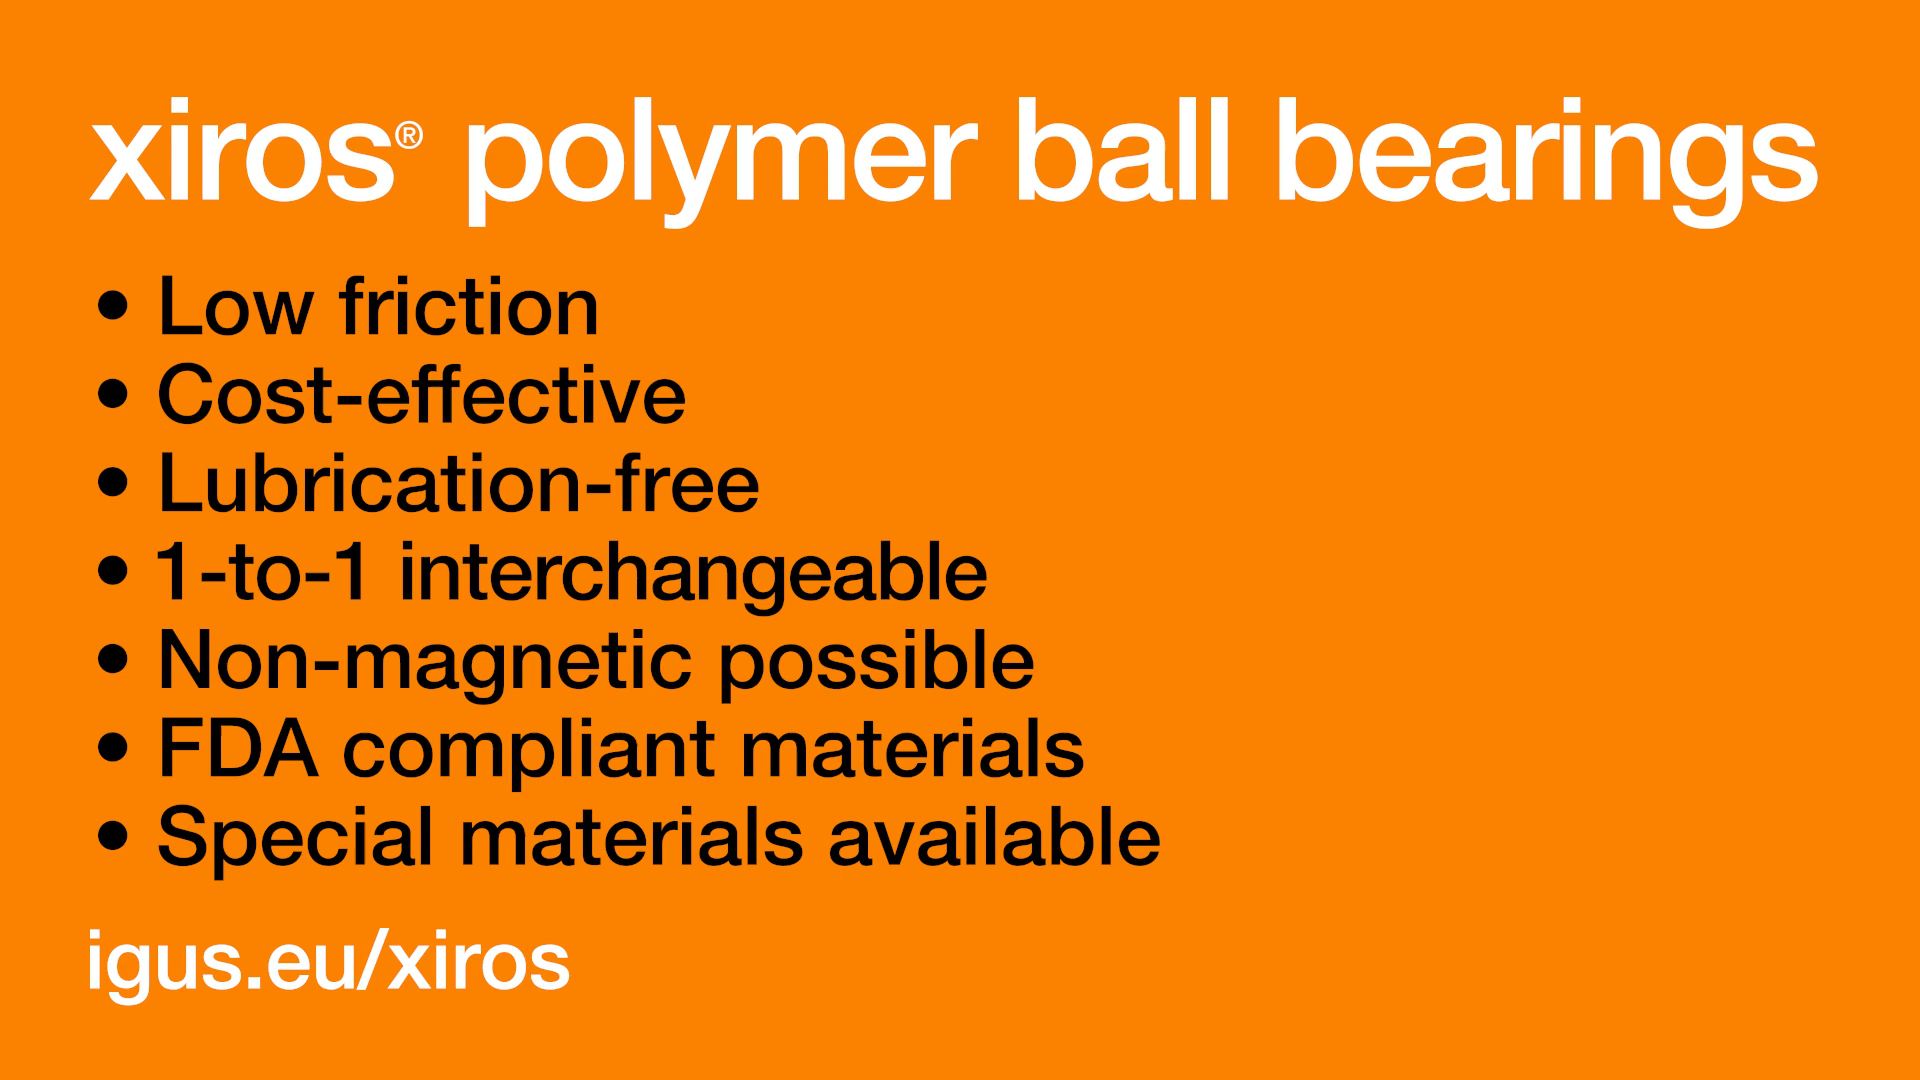 xiros® polymer ball bearings
• Low friction
• Cost-effective
• Lubrication-free
• 1-to-1 interchangeable
• Non-magnetic possible
• FDA compliant materials
• Special materials available
igus.eu/xiros